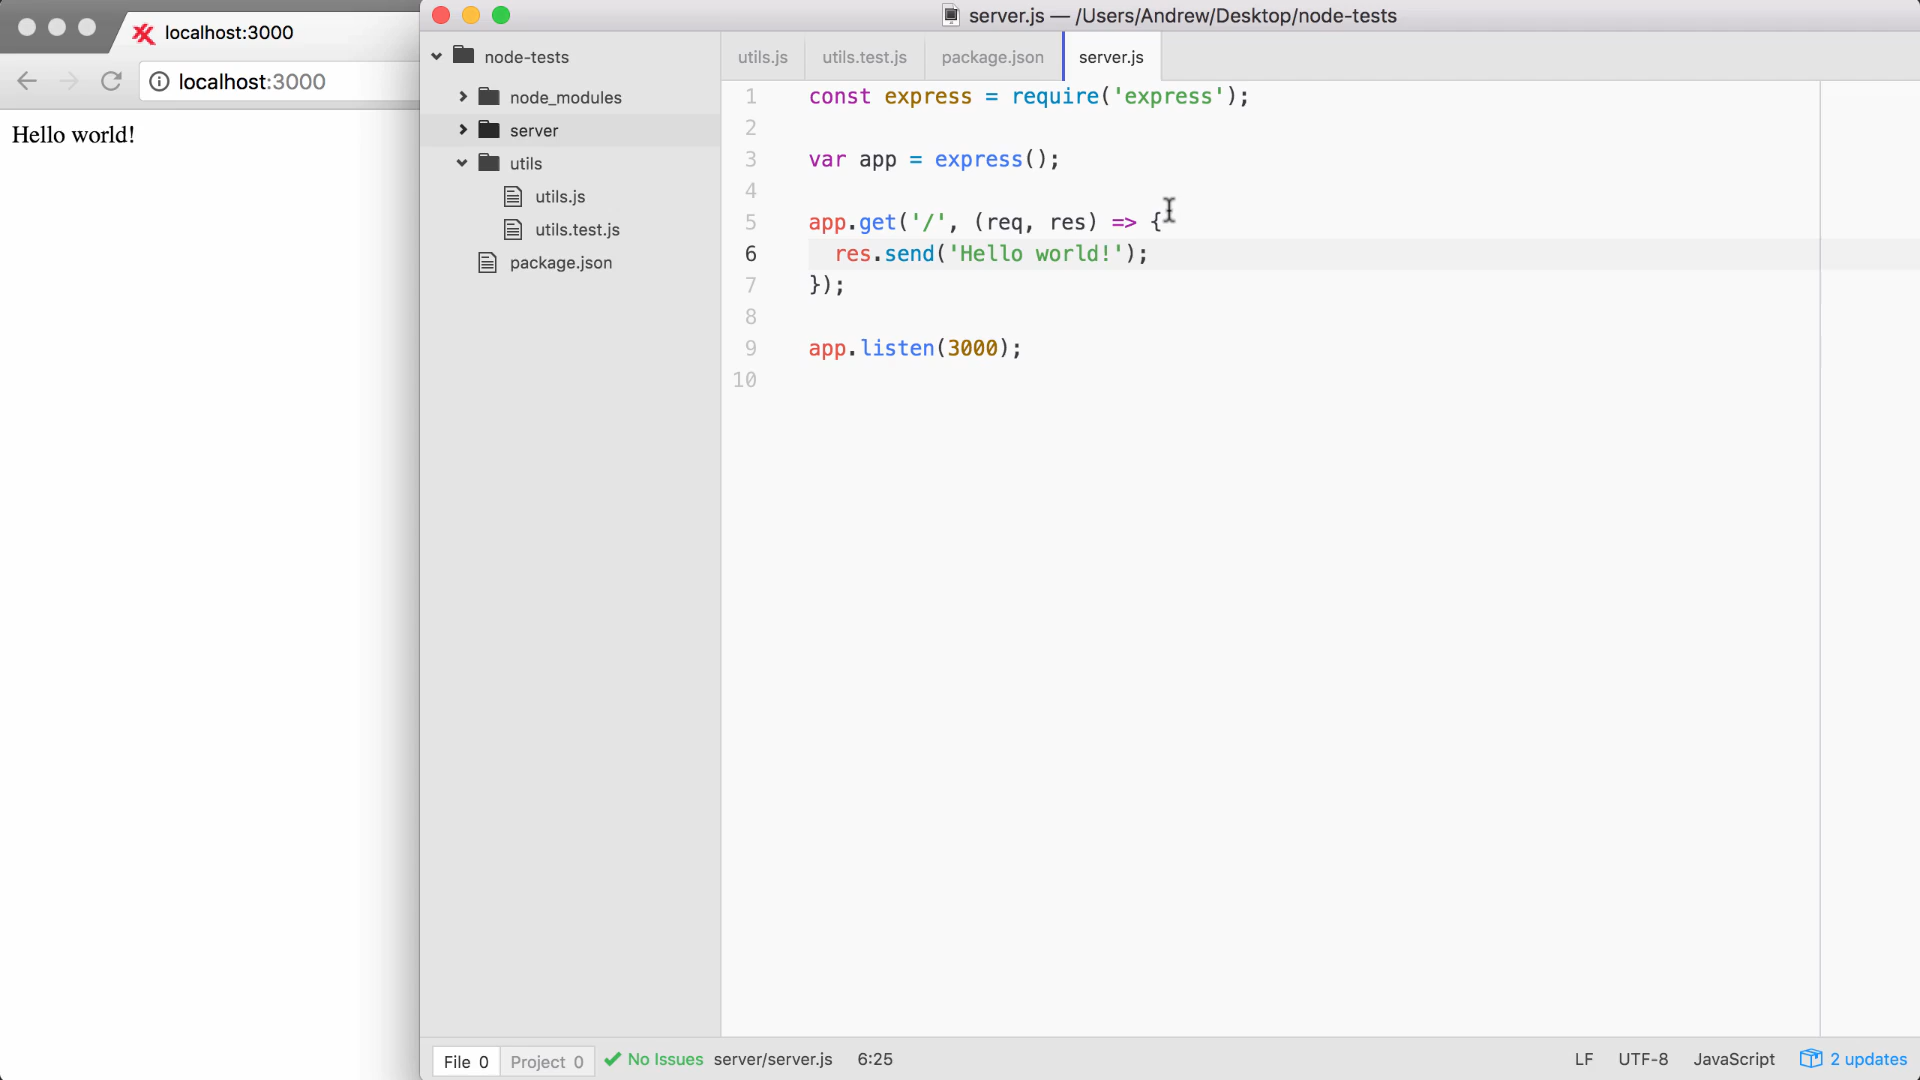 localhost:3000
localhost:3000
Hello world!
server.js — /Users/Andrew/Desktop/node-tests
node-tests
node_modules
server
utils
utils.js
utils.test.js
package.json
utils.js
utils.test.js
package.json
server.js
1 const express = require('express');
2
3 var app = express();
4
5 app.get('/', (req, res) => {
6   res.send('Hello world!');
7 });
8
9 app.listen(3000);
10
File 0 Project 0 No Issues server/server.js 6:25 LF UTF-8 JavaScript 2 updates